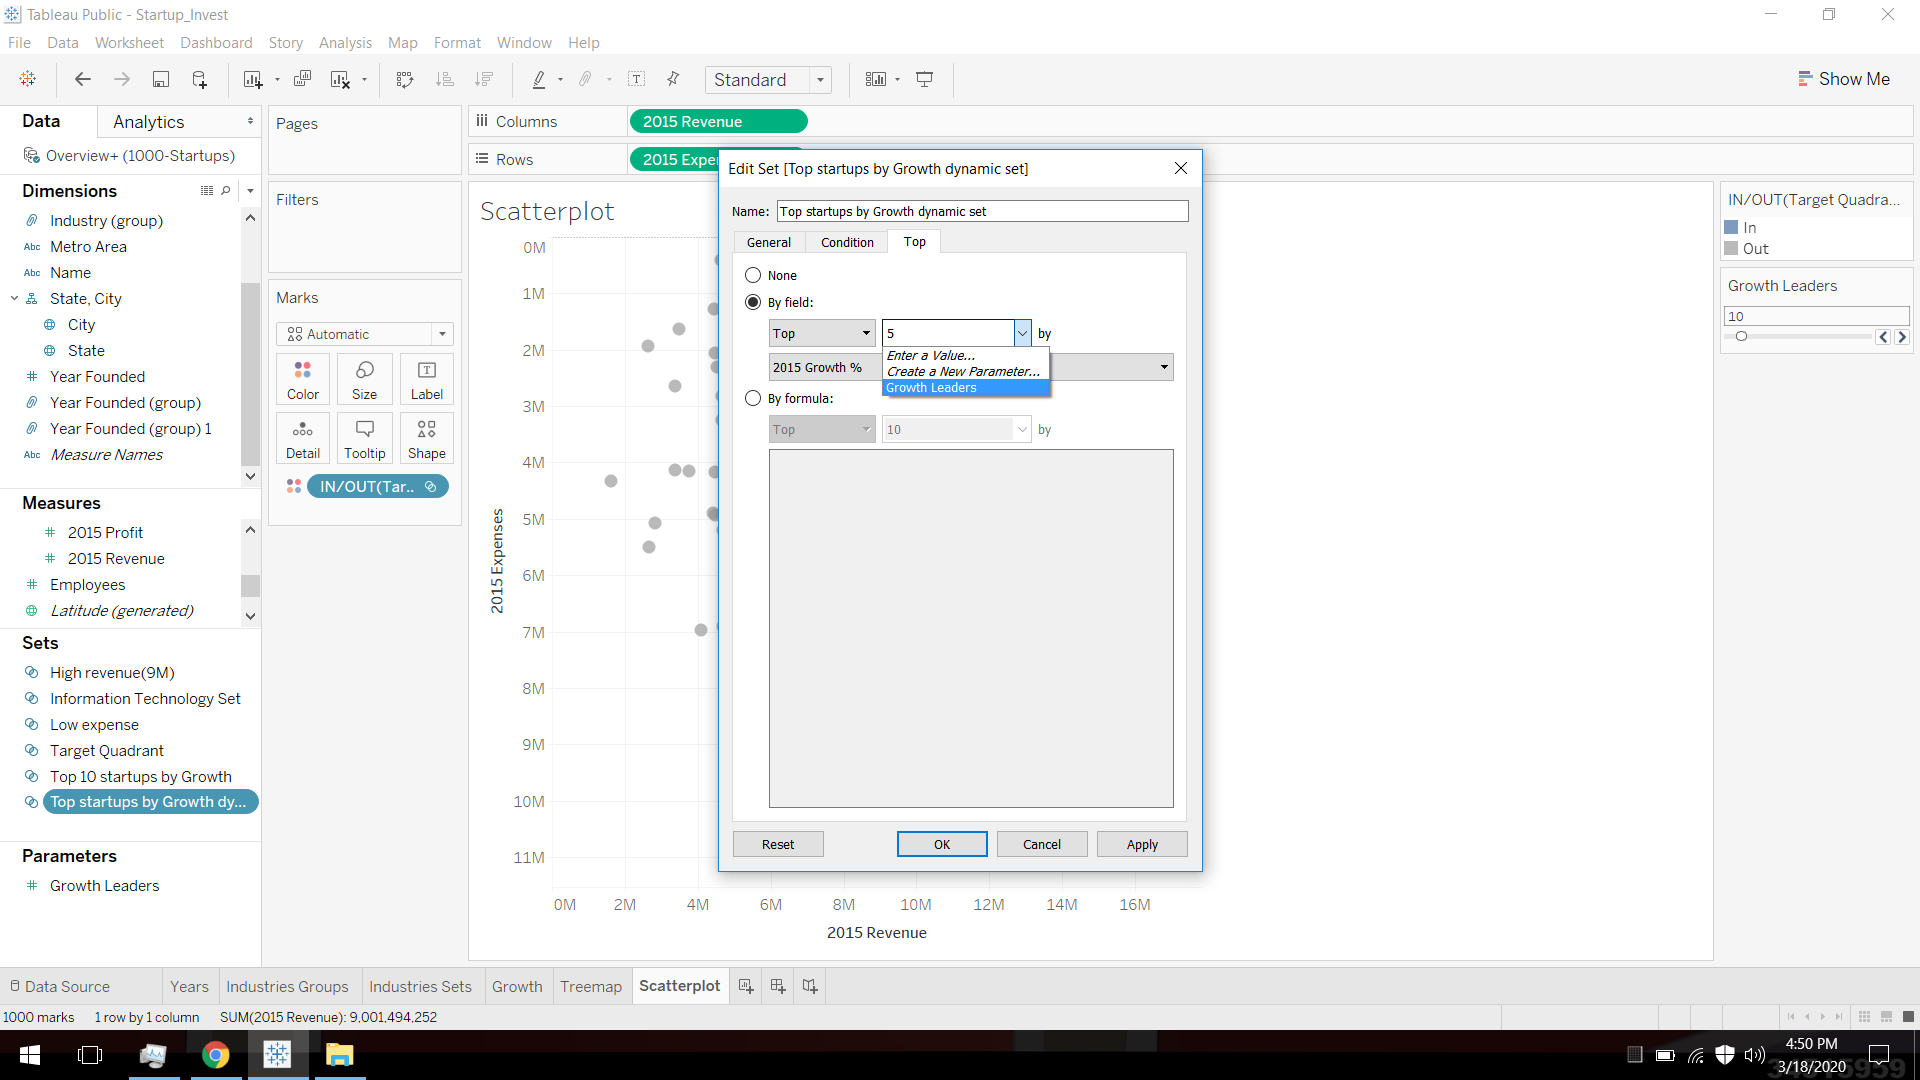 Tableau Public - Startup_Invest
File Data Worksheet Dashboard Story Analysis Map Format Window Help
Standard
Show Me
Data
Analytics
Pages
Columns
2015 Revenue
Overview+ (1000-Startups)
Rows
2015 Expen
Dimensions
Abc
Industry (group)
Metro Area
Abc
Name
State, City
City
State
Year Founded
Year Founded (group)
Year Founded (group) 1
Abc
Measure Names
Measures
2015 Profit
2015 Revenue
Employees
Latitude (generated)
Sets
High revenue(9M)
Information Technology Set
Low expense
Target Quadrant
Top 10 startups by Growth
Top startups by Growth dy...
Parameters
Growth Leaders
Filters
Marks
Automatic
Color
Size
Label
Detail
Tooltip
Shape
IN/OUT(Tar..
Scatterplot
0M
1M
2M
3M
4M
5M
6M
7M
8M
9M
10M
11M
2015 Expenses
0M 2M 4M 6M 8M 10M 12M 14M 16M
2015 Revenue
Edit Set [Top startups by Growth dynamic set]
Name: Top startups by Growth dynamic set
General Condition Top
None
By field:
Top 5 by
Enter a Value...
Create a New Parameter...
Growth Leaders
2015 Growth %
By formula:
Top 10 by
Reset OK Cancel Apply
IN/OUT(Target Quadra...
In
Out
Growth Leaders
10
Data Source Years Industries Groups Industries Sets Growth Treemap Scatterplot
1000 marks 1 row by 1 column SUM(2015 Revenue): 9,001,494,252
4:50 PM
3/18/2020
34515959